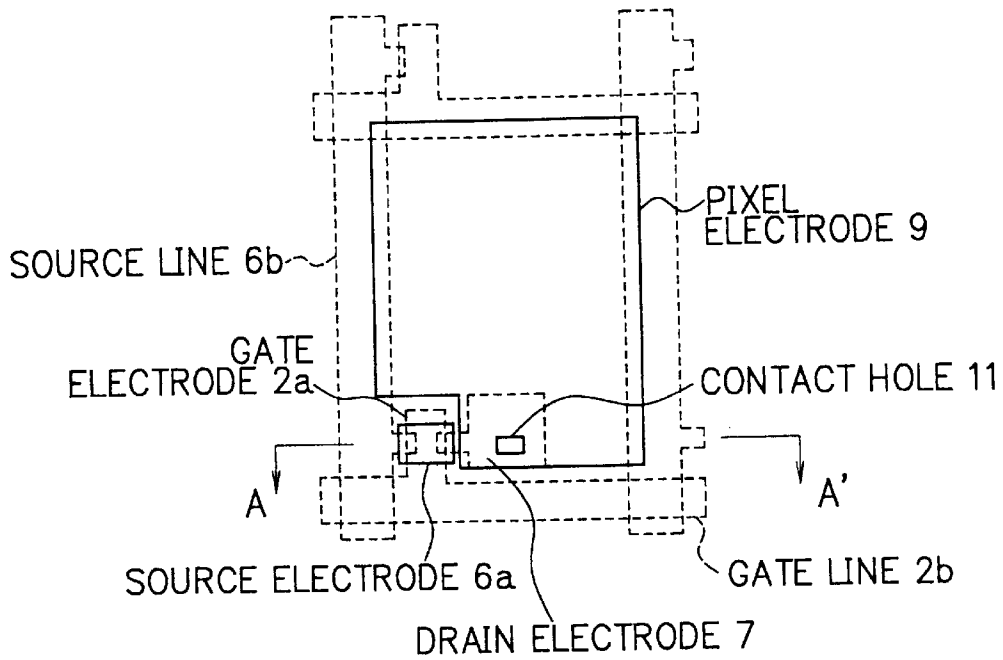 PIXEL
ELECTRODE 9
SOURCE LINE 6b
GATE
ELECTRODE 2a
CONTACT HOLE 11
A
A'
SOURCE ELECTRODE 6a
GATE LINE 2b
DRAIN ELECTRODE 7